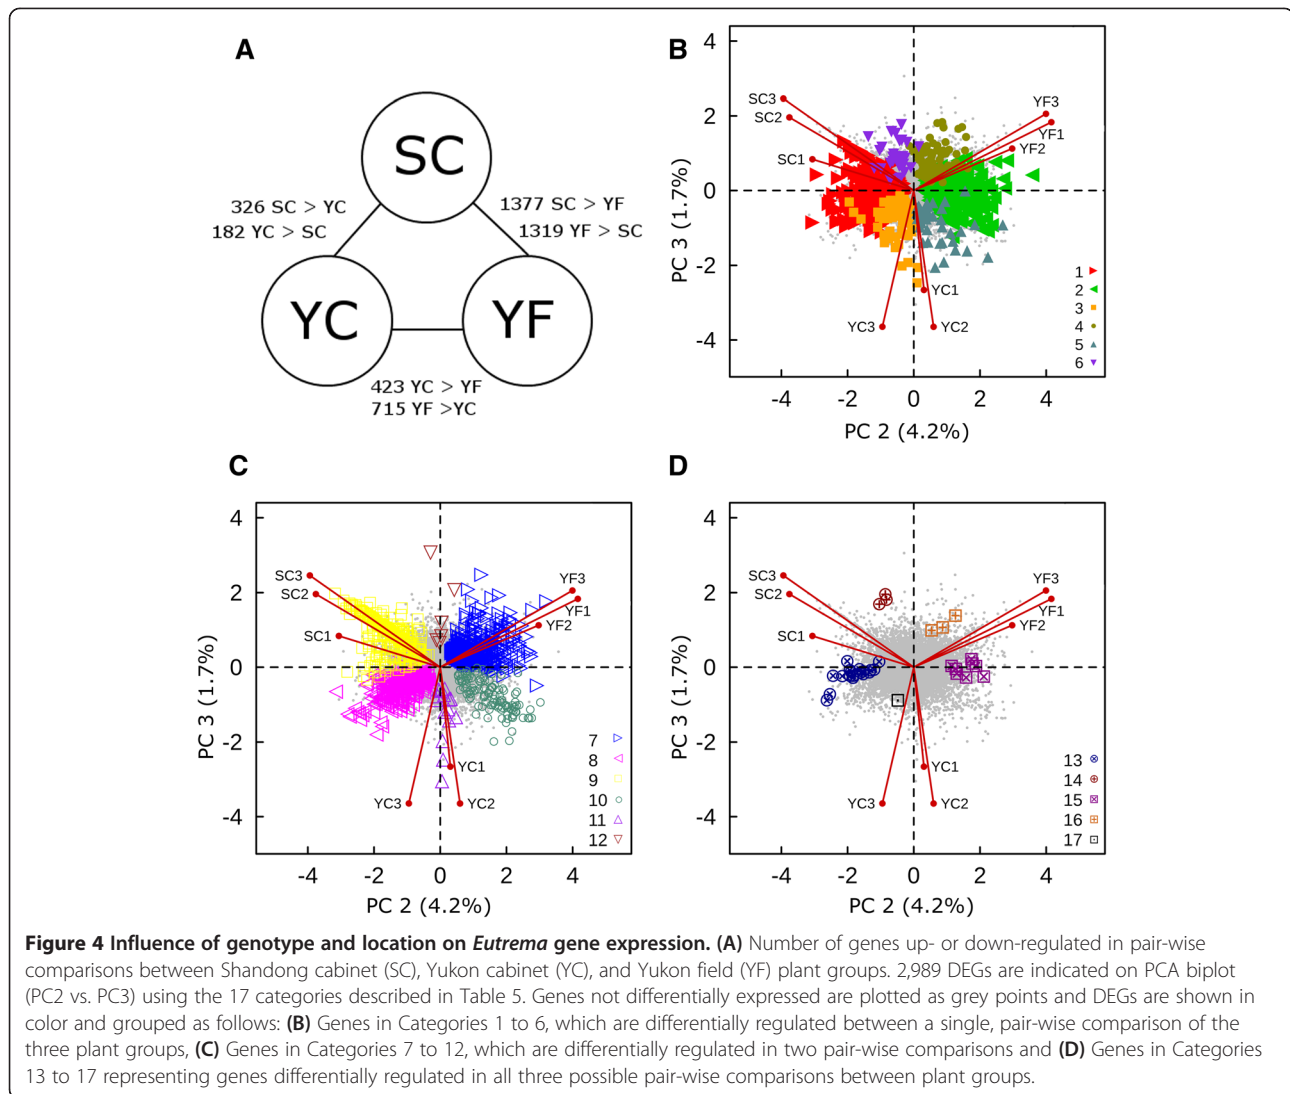 A
SC
326 SC > YC
182 YC > SC
1377 SC > YF
1319 YF > SC
YC
YF
423 YC > YF
715 YF >YC
B
4
2
0
-2
-4
PC 3 (1.7%)
SC3
SC2
SC1
YF3
YF1
YF2
YC1
YC3
YC2
1
2
3
4
5
6
-4
-2
0
2
4
PC 2 (4.2%)
C
4
2
0
-2
-4
PC 3 (1.7%)
SC3
SC2
SC1
YF3
YF1
YF2
YC1
YC3
YC2
7
8
9
10
11
12
-4
-2
0
2
4
PC 2 (4.2%)
D
4
2
0
-2
-4
PC 3 (1.7%)
SC3
SC2
SC1
YF3
YF1
YF2
YC1
YC3
YC2
13
14
15
16
17
-4
-2
0
2
4
PC 2 (4.2%)
Figure 4 Influence of genotype and location on Eutrema gene expression. (A) Number of genes up- or down-regulated in pair-wise
comparisons between Shandong cabinet (SC), Yukon cabinet (YC), and Yukon field (YF) plant groups. 2,989 DEGs are indicated on PCA biplot
(PC2 vs. PC3) using the 17 categories described in Table 5. Genes not differentially expressed are plotted as grey points and DEGs are shown in
color and grouped as follows: (B) Genes in Categories 1 to 6, which are differentially regulated between a single, pair-wise comparison of the
three plant groups, (C) Genes in Categories 7 to 12, which are differentially regulated in two pair-wise comparisons and (D) Genes in Categories
13 to 17 representing genes differentially regulated in all three possible pair-wise comparisons between plant groups.